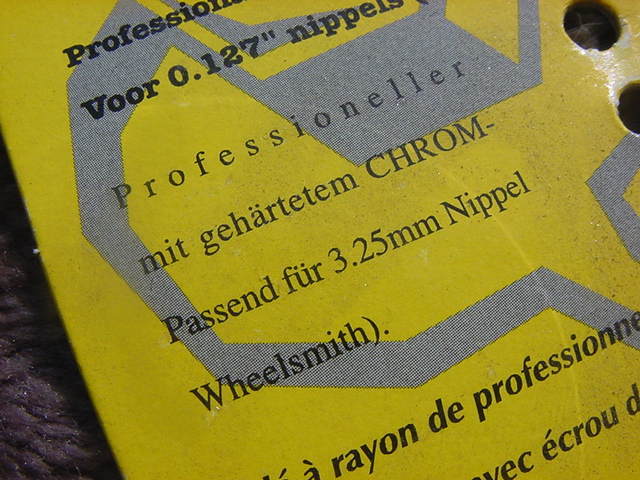 Voor 0.127" nippels (
Professioneller
mit gehärtetem CHROM-
Passend für 3.25mm Nippel
Wheelsmith).
à rayon de professionne
avec écrou d